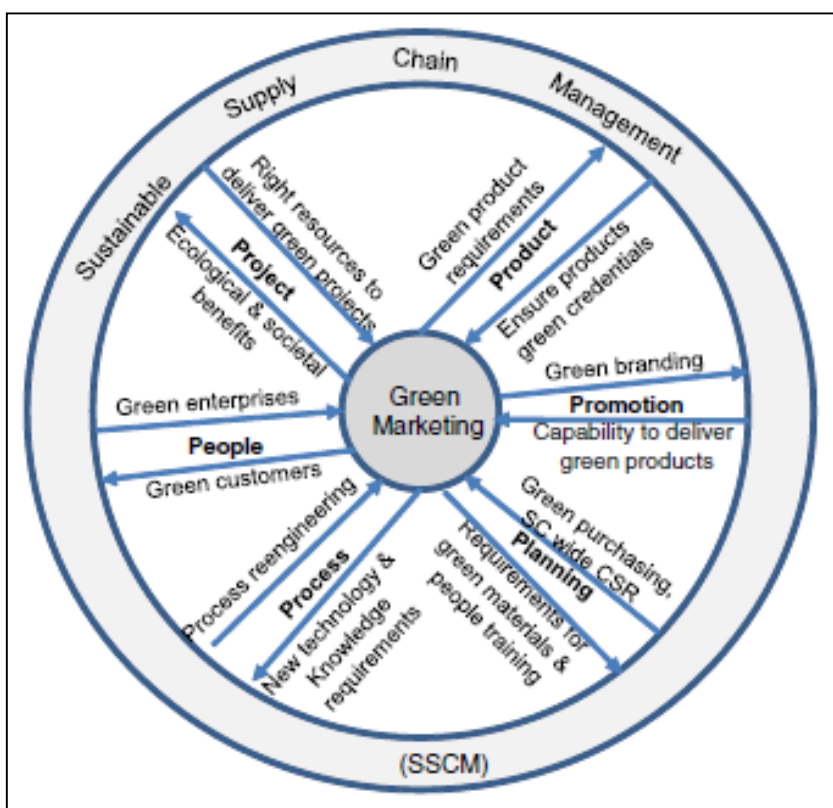 Sustainable Supply Chain Management
(SSCM)
Green
Marketing
Right resources to
deliver green projects
Project
Ecological & societal
benefits
Green product
requirements
Product
Ensure products
green credentials
Green branding
Promotion
Capability to deliver
green products
Green purchasing,
SC wide CSR
Planning
Requirements for
green materials &
people training
Process reengineering
Process
New technology &
Knowledge
requirements
Green enterprises
People
Green customers